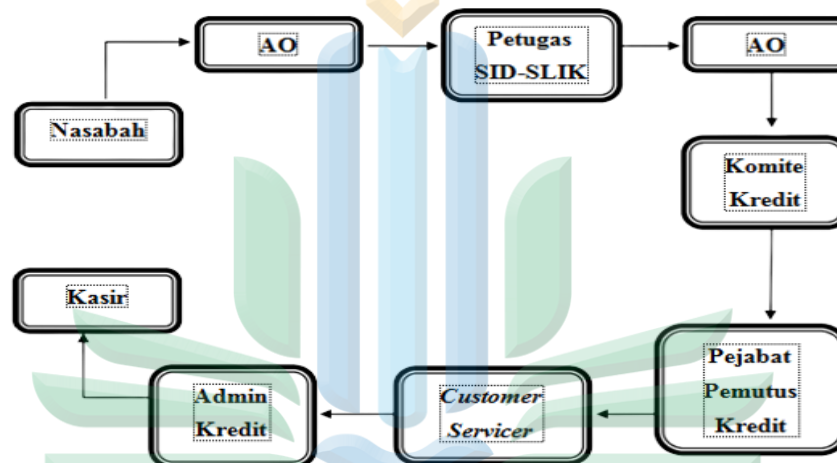 Nasabah
AO
Petugas
SID-SLIK
AO
Komite
Kredit
Pejabat
Pemutus
Kredit
Customer
Servicer
Admin
Kredit
Kasir